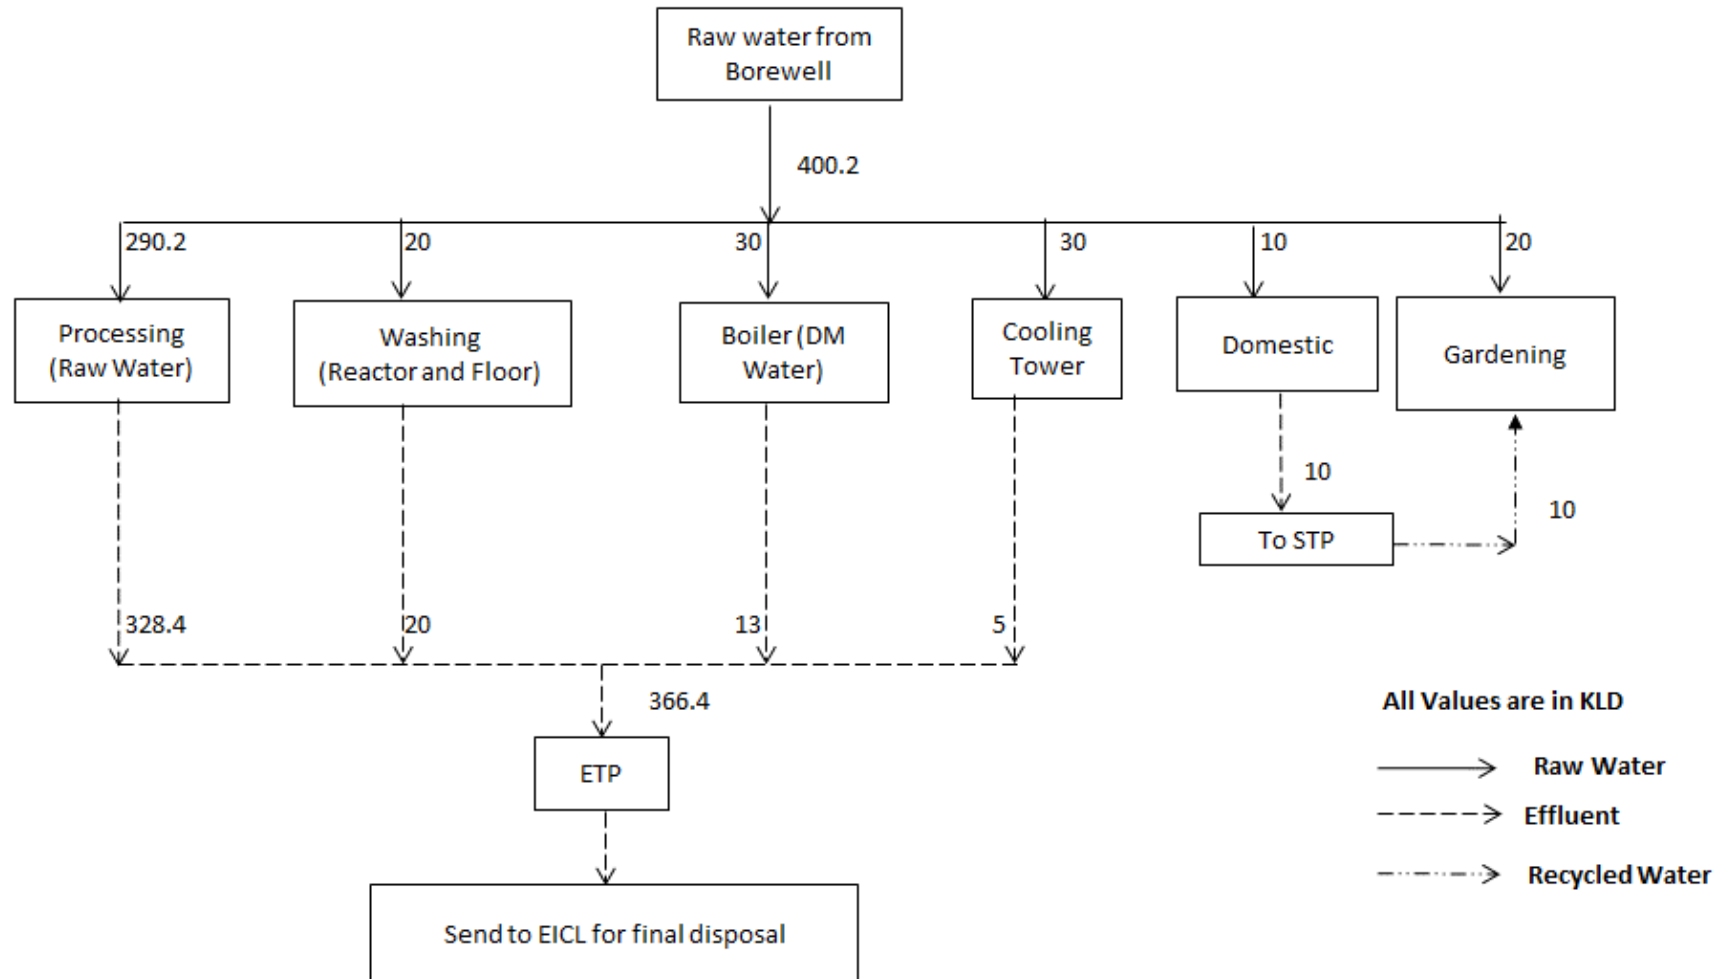 Raw water from
Borewell
400.2
290.2
20
30
30
10
20
Processing
(Raw Water)
Washing
(Reactor and Floor)
Boiler (DM
Water)
Cooling
Tower
Domestic
Gardening
10
10
To STP
328.4
20
13
5
366.4
ETP
Send to EICL for final disposal
All Values are in KLD
Raw Water
Effluent
Recycled Water